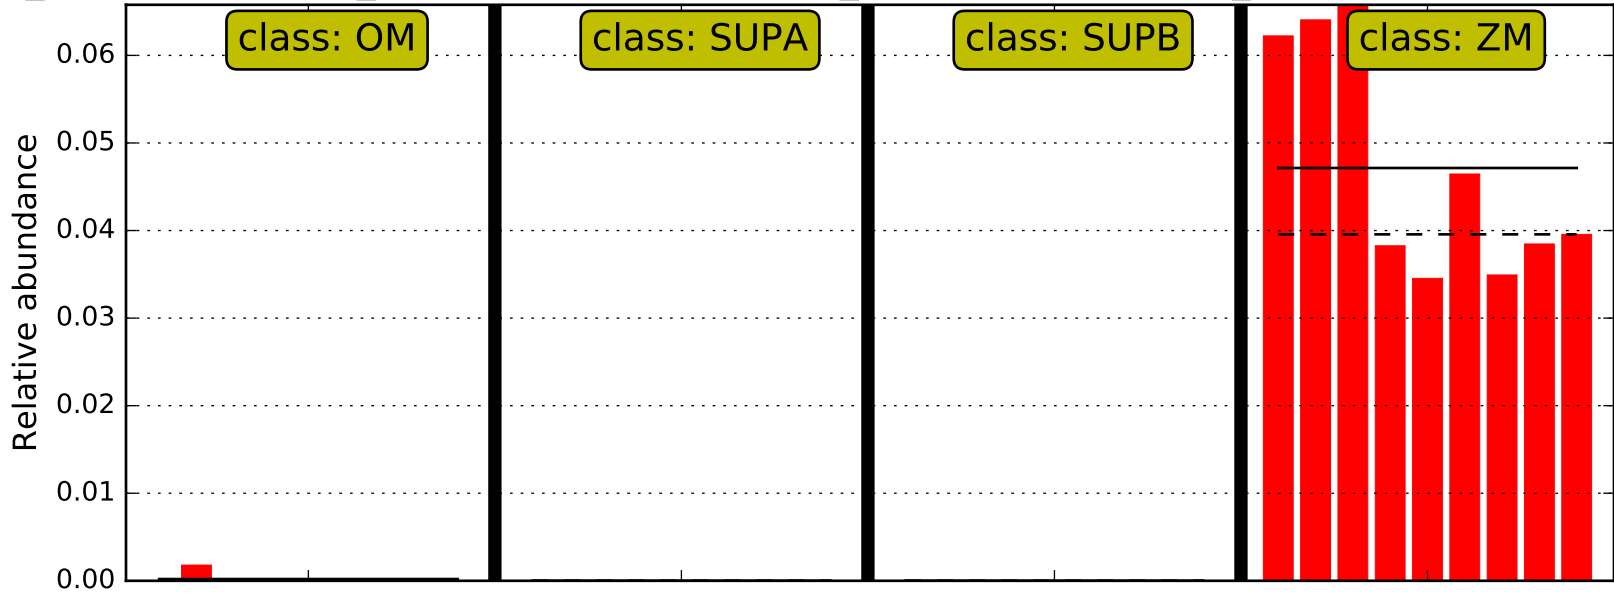 class: OM
class: SUPA
class: SUPB
class: ZM
Relative abundance
0.06
0.05
0.04
0.03
0.02
0.01
0.00